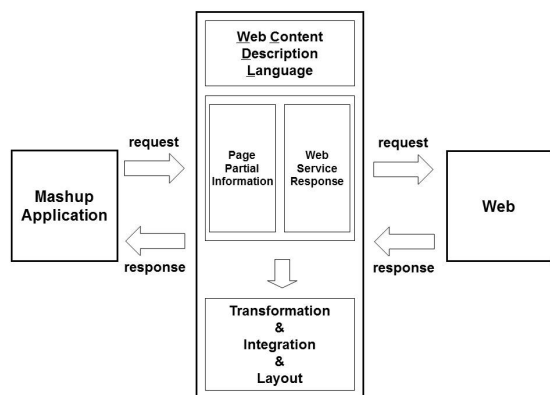 Web Content
Description
Language
request
Page
Partial
Information
Web
Service
Response
request
Mashup
Application
Web
response
response
Transformation
&
Integration
&
Layout